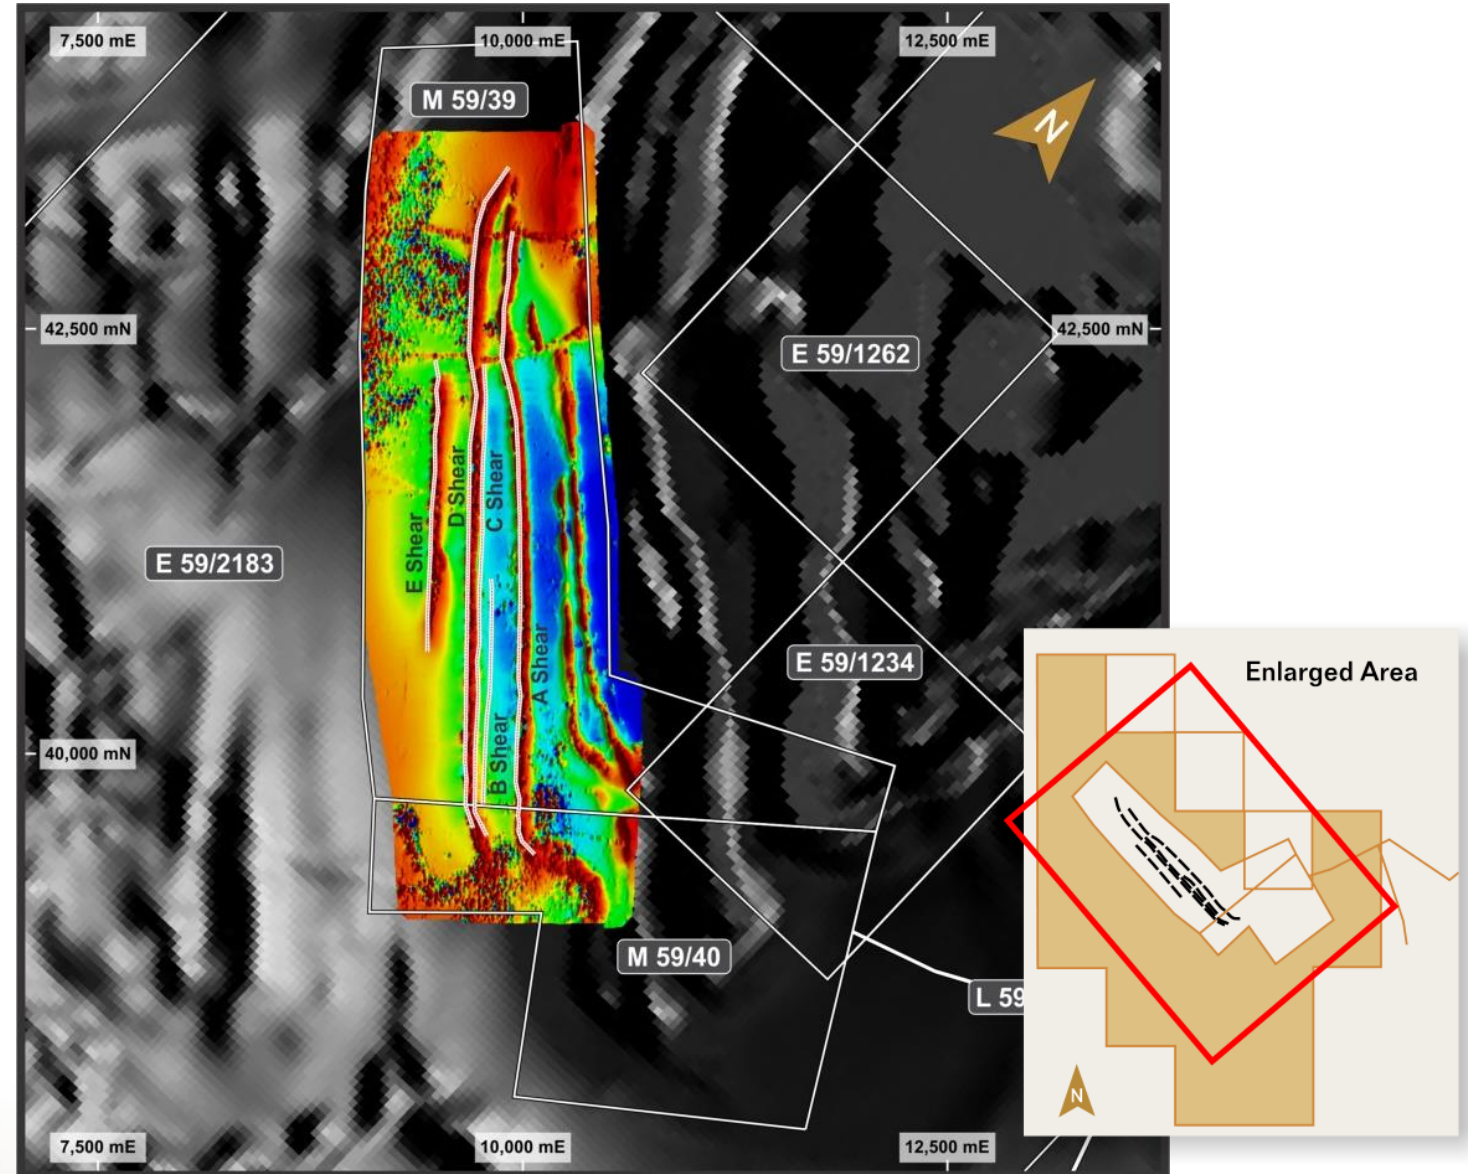 7,500 mE
10,000 mE
12,500 mE
M 59/39
N
42,500 mN
42,500 mN
E 59/1262
D Shear
C Shear
E Shear
E 59/2183
A Shear
E 59/1234
B Shear
40,000 mN
Enlarged Area
M 59/40
L 59
N
7,500 mE
10,000 mE
12,500 mE